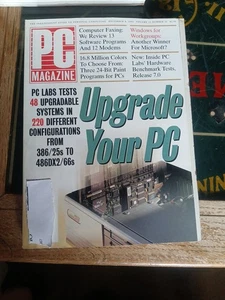 PC
MAGAZINE
Computer Faxing:
We Review 13
Software Programs
And 12 Modems
Windows for
Workgroups:
Another Winner
For Microsoft?
16.8 Million Colors
To Choose From:
Three 24-Bit Paint
Programs for PCs
New: Inside PC
Labs' Hardware
Benchmark Tests,
Release 7.0
PC LABS TESTS
48 UPGRADABLE
SYSTEMS IN
220 DIFFERENT
CONFIGURATIONS
FROM
386/25s TO
486DX2/66s
Upgrade
Your PC